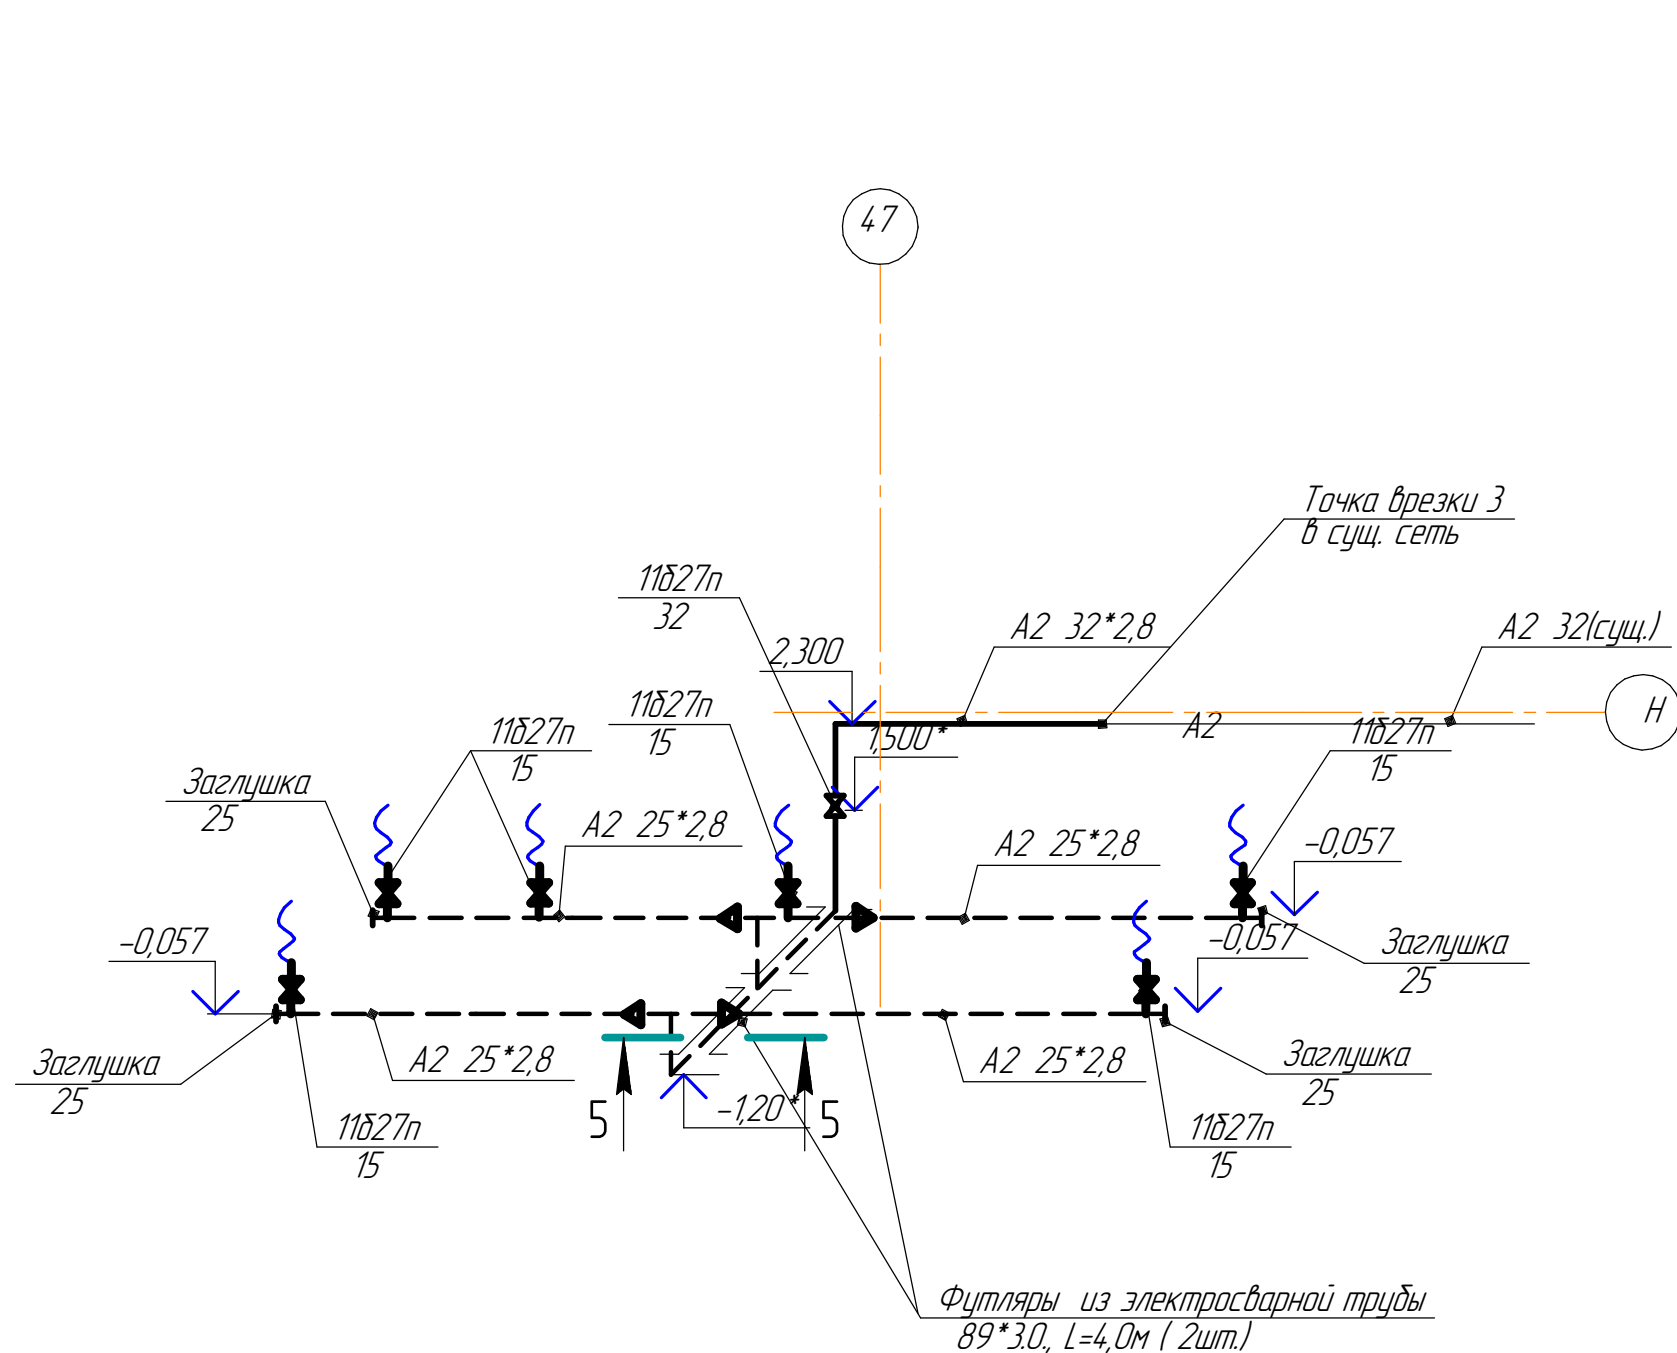 47
Точка врезки 3
в сущ. сеть
11б27п
32
А2 32*2,8
А2 32(сущ.)
2,300
Н
11б27п
15
А2
1,500*
11б27п
15
11б27п
15
Заглушка
25
А2 25*2,8
А2 25*2,8
-0,057
-0,057
-0,057
Заглушка
25
Заглушка
25
А2 25*2,8
А2 25*2,8
Заглушка
25
5
-1,20*
5
11б27п
15
11б27п
15
Футляры из электросварной трубы
89*3.0., L=4,0м ( 2шт.)